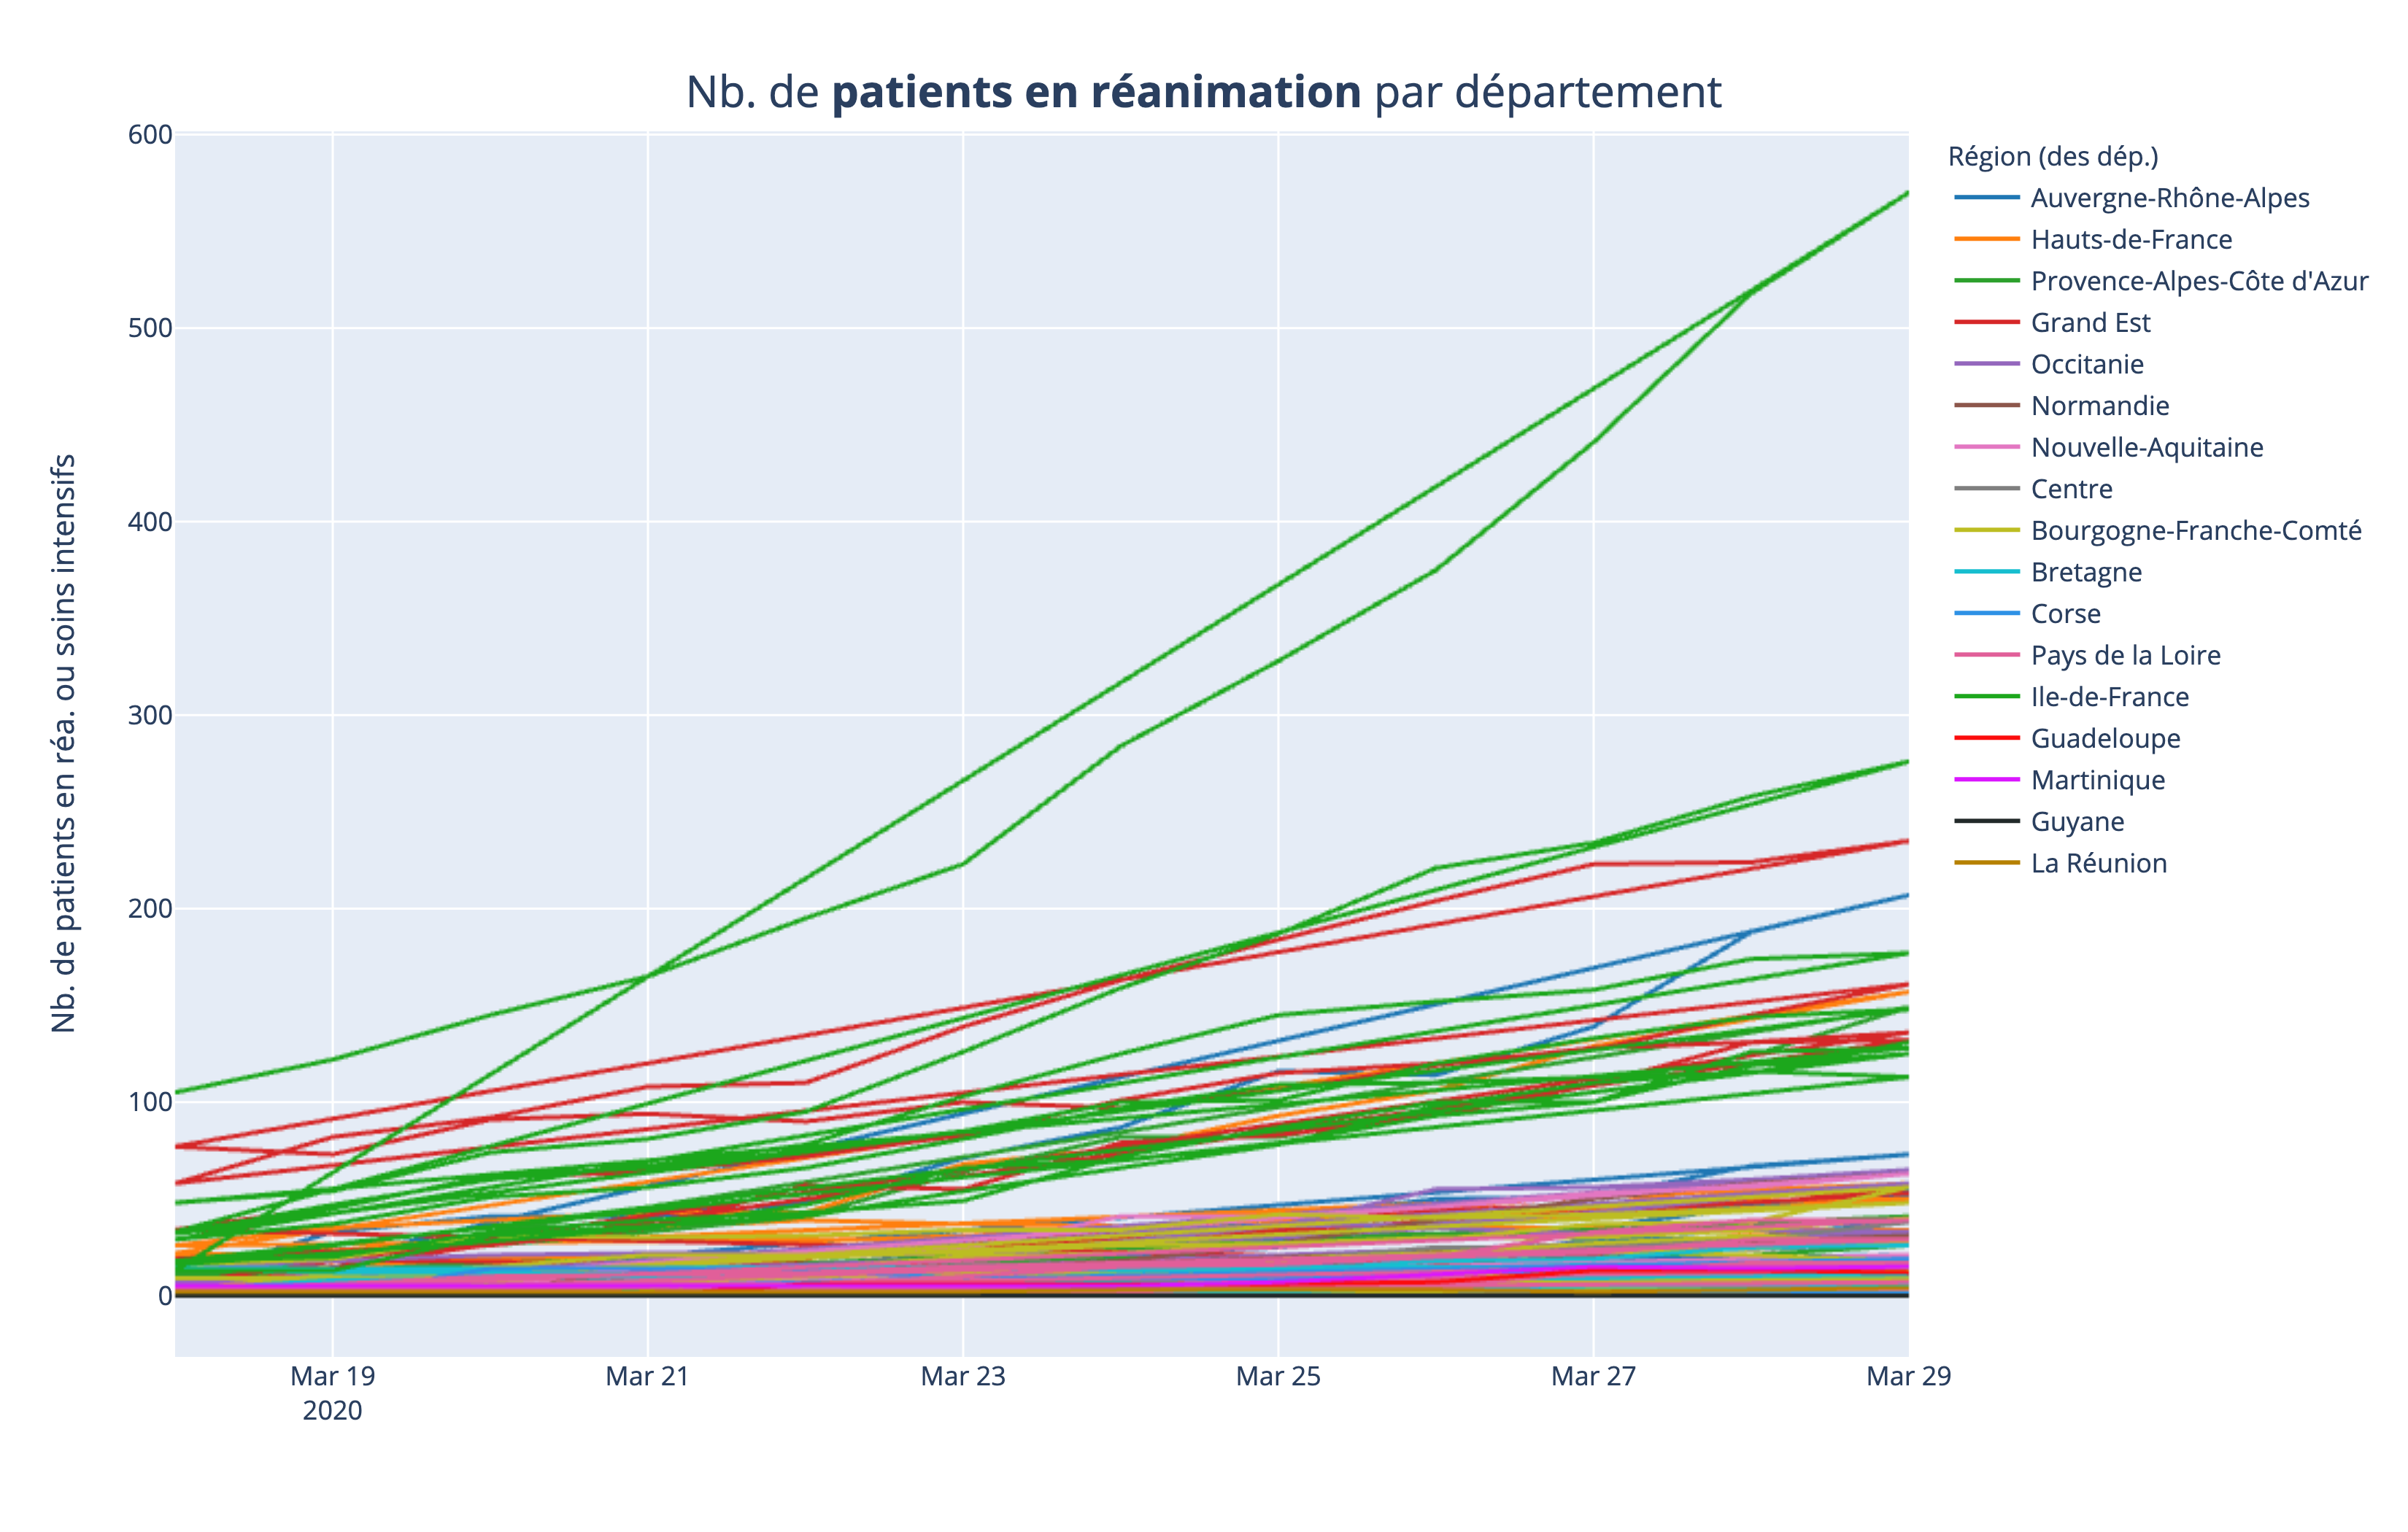 Nb. de patients en réanimation par département
Nb. de patients en réa. ou soins intensifs
600
500
400
300
200
100
0
Mar 19
2020
Mar 21
Mar 23
Mar 25
Mar 27
Mar 29
Région (des dép.)
Auvergne-Rhône-Alpes
Hauts-de-France
Provence-Alpes-Côte d'Azur
Grand Est
Occitanie
Normandie
Nouvelle-Aquitaine
Centre
Bourgogne-Franche-Comté
Bretagne
Corse
Pays de la Loire
Ile-de-France
Guadeloupe
Martinique
Guyane
La Réunion